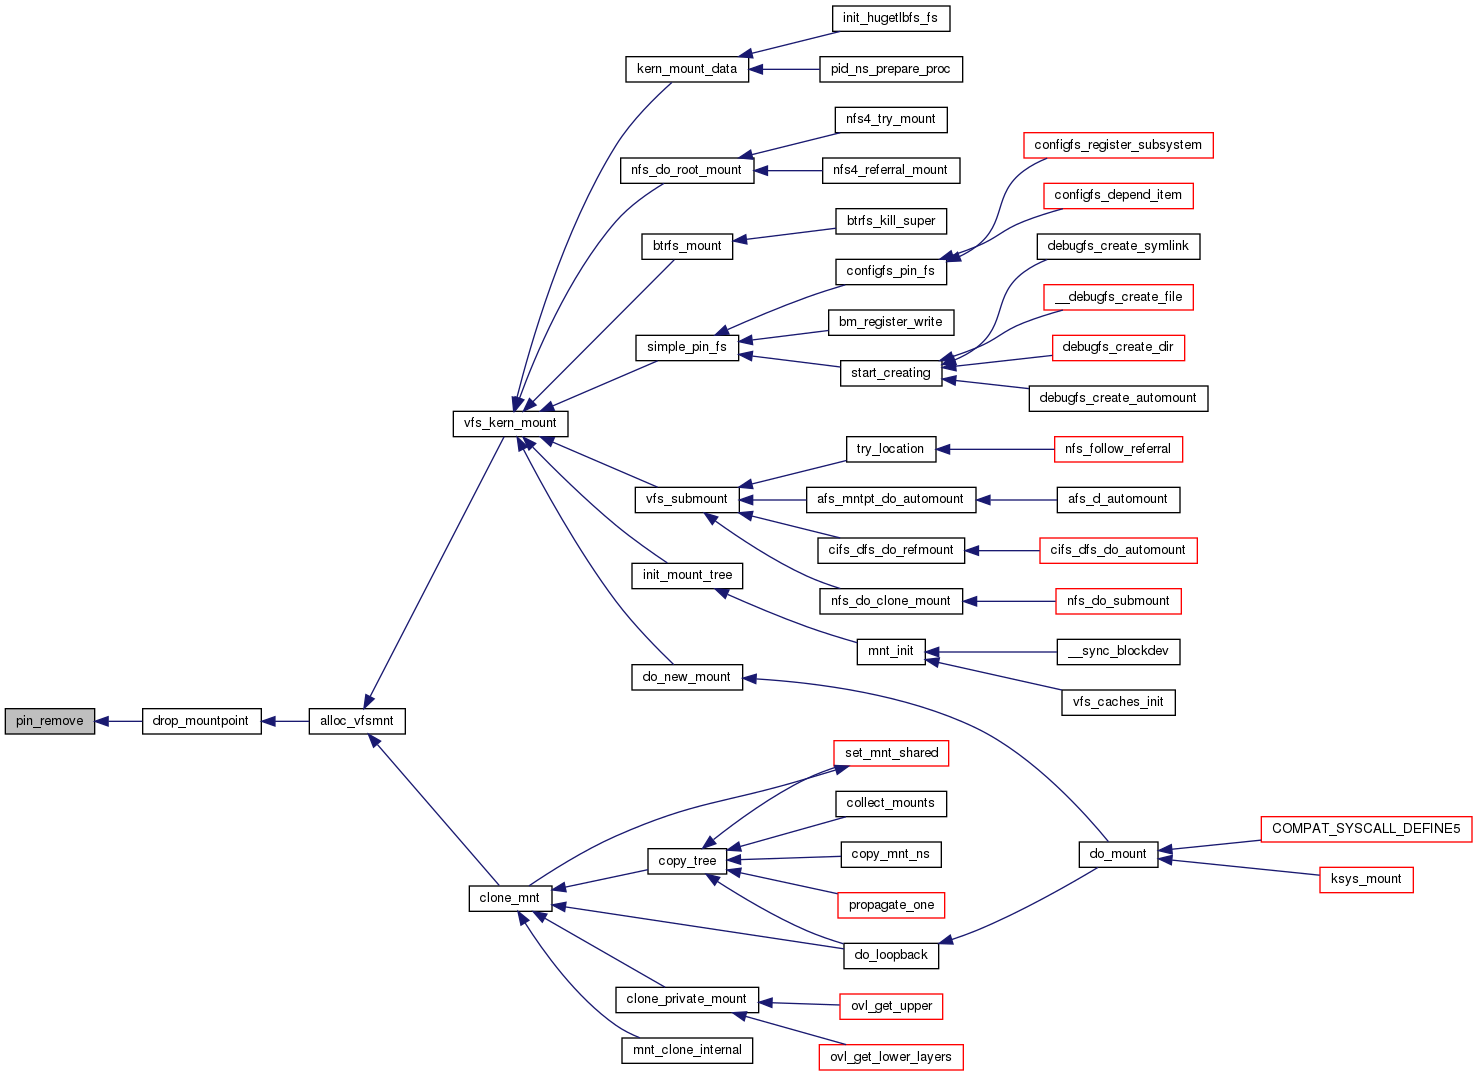 init_hugetlbfs_fs
kern_mount_data
pid_ns_prepare_proc
nfs4_try_mount
configfs_register_subsystem
nfs_do_root_mount
nfs4_referral_mount
configfs_depend_item
btrfs_kill_super
btrfs_mount
debugfs_create_symlink
configfs_pin_fs
__debugfs_create_file
bm_register_write
simple_pin_fs
debugfs_create_dir
start_creating
debugfs_create_automount
vfs_kern_mount
try_location
nfs_follow_referral
vfs_submount
afs_mntpt_do_automount
afs_d_automount
cifs_dfs_do_refmount
cifs_dfs_do_automount
init_mount_tree
nfs_do_clone_mount
nfs_do_submount
mnt_init
__sync_blockdev
do_new_mount
vfs_caches_init
pin_remove
drop_mountpoint
alloc_vfsmnt
set_mnt_shared
collect_mounts
COMPAT_SYSCALL_DEFINE5
copy_tree
copy_mnt_ns
do_mount
ksys_mount
clone_mnt
propagate_one
do_loopback
clone_private_mount
ovl_get_upper
mnt_clone_internal
ovl_get_lower_layers